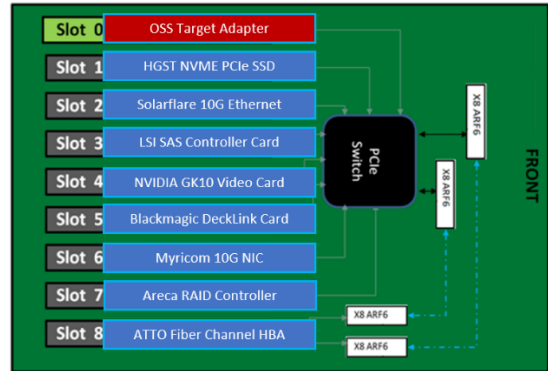 Slot 0 OSS Target Adapter
Slot 1 HGST NVME PCIe SSD
Slot 2 Solarflare 10G Ethernet
Slot 3 LSI SAS Controller Card
Slot 4 NVIDIA GK10 Video Card
Slot 5 Blackmagic DeckLink Card
Slot 6 Myricom 10G NIC
Slot 7 Areca RAID Controller
Slot 8 ATTO Fiber Channel HBA
PCIe
Switch
X8 ARF6
X8 ARF6
X8 ARF6
X8 ARF6
FRONT